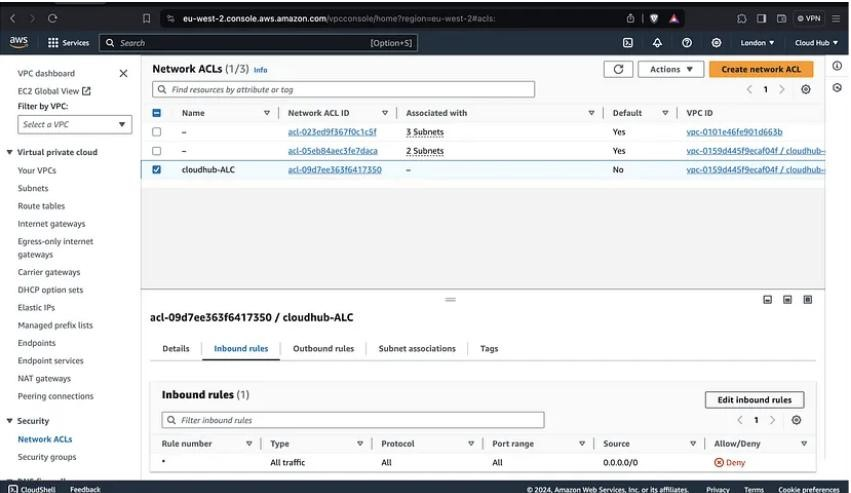 eu-west-2.console.aws.amazon.com/vpcconsole/home?region=eu-west-2#acls:
VPN
aws
Services
Search
[Option+S]
London
Cloud Hub
VPC dashboard
EC2 Global View
Filter by VPC:
Select a VPC
Virtual private cloud
Your VPCs
Subnets
Route tables
Internet gateways
Egress-only internet
gateways
Carrier gateways
DHCP option sets
Elastic IPs
Managed prefix lists
Endpoints
Endpoint services
NAT gateways
Peering connections
Security
Network ACLs
Security groups
Network ACLs (1/3) Info
Actions
Create network ACL
Find resources by attribute or tag
1
Name Network ACL ID Associated with Default VPC ID
– acl-023ed9f367f0c1c5f 3 Subnets Yes vpc-0101e46fe901d663b
– acl-05eb84aec3fe7daca 2 Subnets Yes vpc-0159d445f9ecaf04f / cloudhub-
cloudhub-ALC acl-09d7ee363f6417350 – No vpc-0159d445f9ecaf04f / cloudhub-
acl-09d7ee363f6417350 / cloudhub-ALC
Details Inbound rules Outbound rules Subnet associations Tags
Inbound rules (1)
Edit inbound rules
Filter inbound rules
1
Rule number Type Protocol Port range Source Allow/Deny
* All traffic All All 0.0.0.0/0 Deny
CloudShell Feedback
© 2024, Amazon Web Services, Inc. or its affiliates. Privacy Terms Cookie preferences